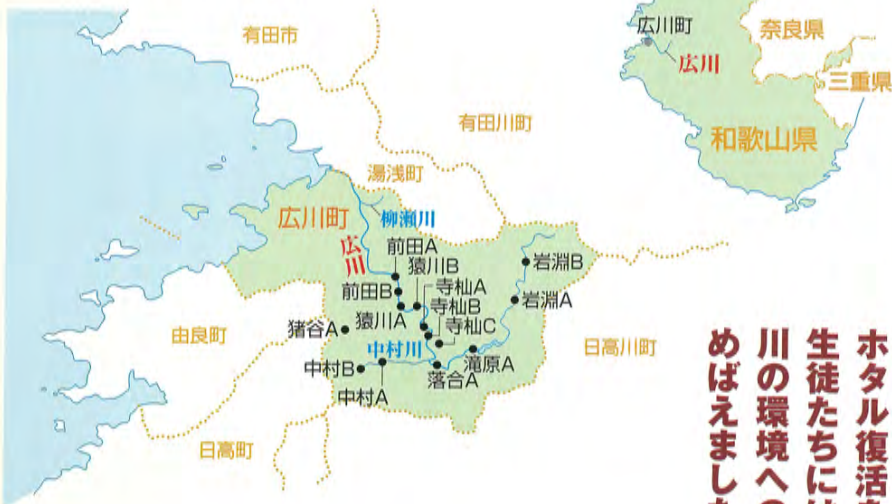 有田市
有田川町
湯浅町
広川町
柳瀬川
広川
前田A
猿川B
前田B
寺杣A
寺杣B
猿川A
寺杣C
岩淵B
岩淵A
猪谷A
中村川
中村B
中村A
落合A
滝原A
由良町
日高川町
日高町
広川町
広川
奈良県
三重県
和歌山県
ホタル復活
生徒たちには
川の環境への
めばえました